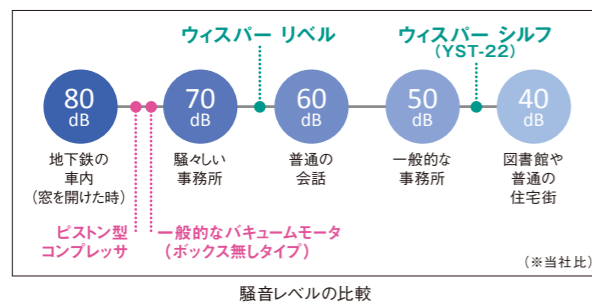 ウィスパー リベル
ウィスパー シルフ
(YST-22)
80
dB
70
dB
60
dB
50
dB
40
dB
地下鉄の
車内
(窓を開けた時)
騒々しい
事務所
普通の
会話
一般的な
事務所
図書館や
普通の
住宅街
ピストン型
コンプレッサ
一般的なバキュームモータ
(ボックス無しタイプ)
(※当社比)
騒音レベルの比較